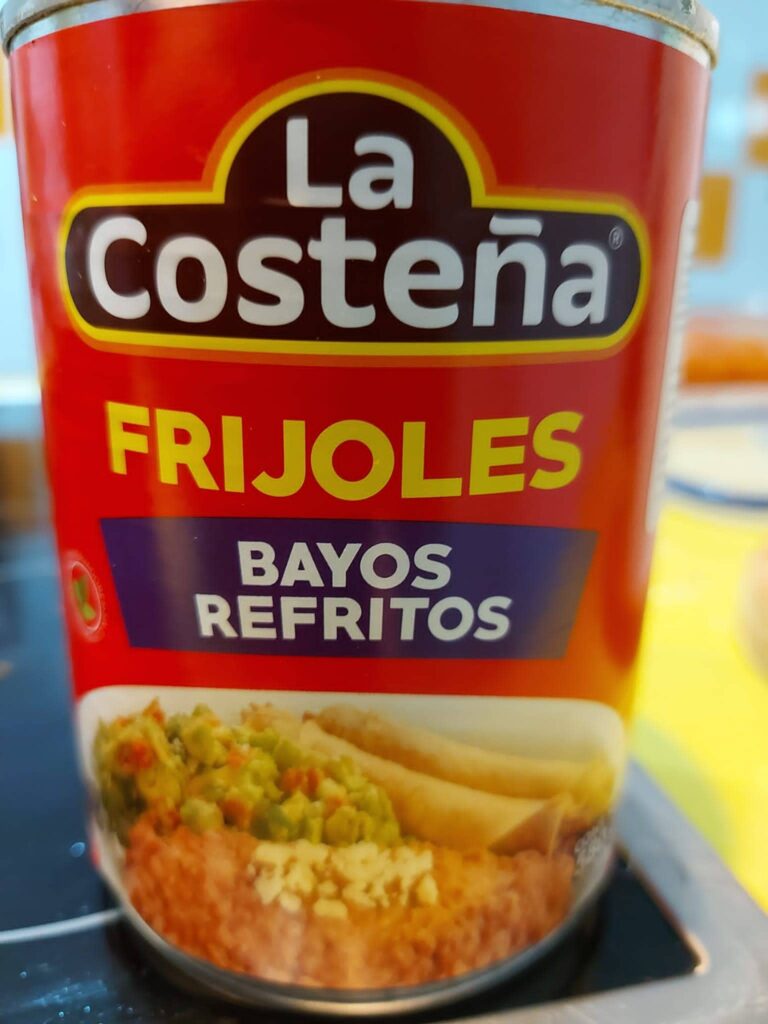 La
Costeña®
FRIJOLES
BAYOS
REFRITOS